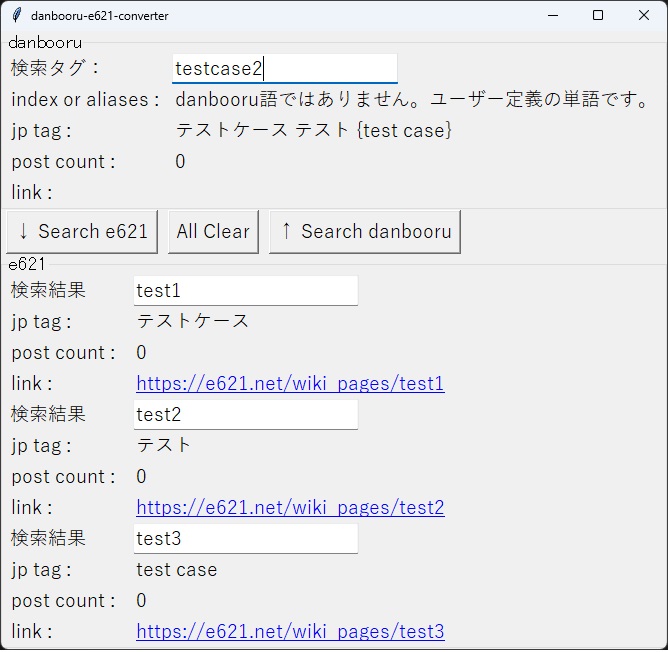 danbooru-e621-converter
danbooru
検索タグ： testcase2
index or aliases : danbooru語ではありません。ユーザー定義の単語です。
jp tag : テストケース テスト {test case}
post count : 0
link :
↓ Search e621 All Clear ↑ Search danbooru
e621
検索結果 test1
jp tag : テストケース
post count : 0
link : https://e621.net/wiki_pages/test1
検索結果 test2
jp tag : テスト
post count : 0
link : https://e621.net/wiki_pages/test2
検索結果 test3
jp tag : test case
post count : 0
link : https://e621.net/wiki_pages/test3